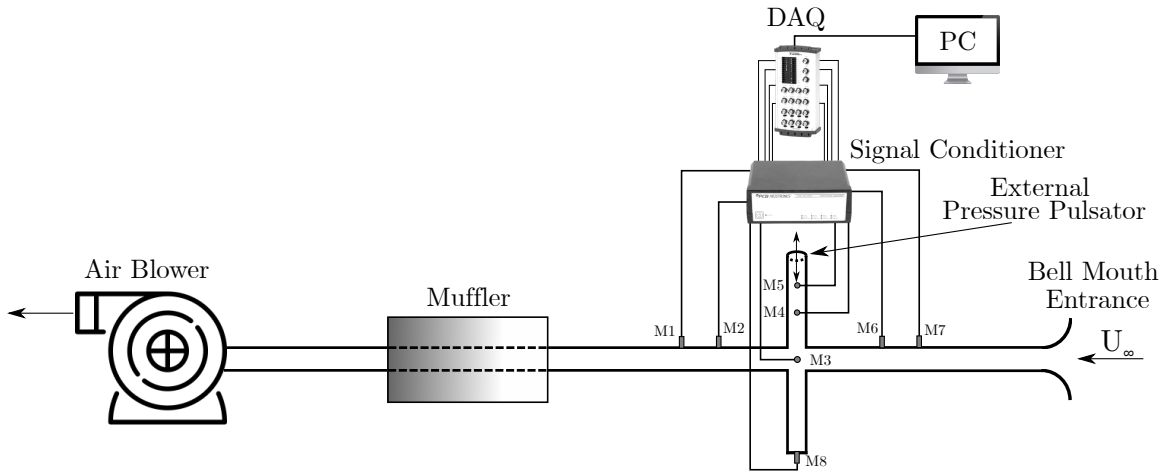 DAQ
PC
Signal Conditioner
External
Pressure Pulsator
Air Blower
Muffler
Bell Mouth
Entrance
M5
M4
M1
M2
M6
M7
M3
U∞
M8